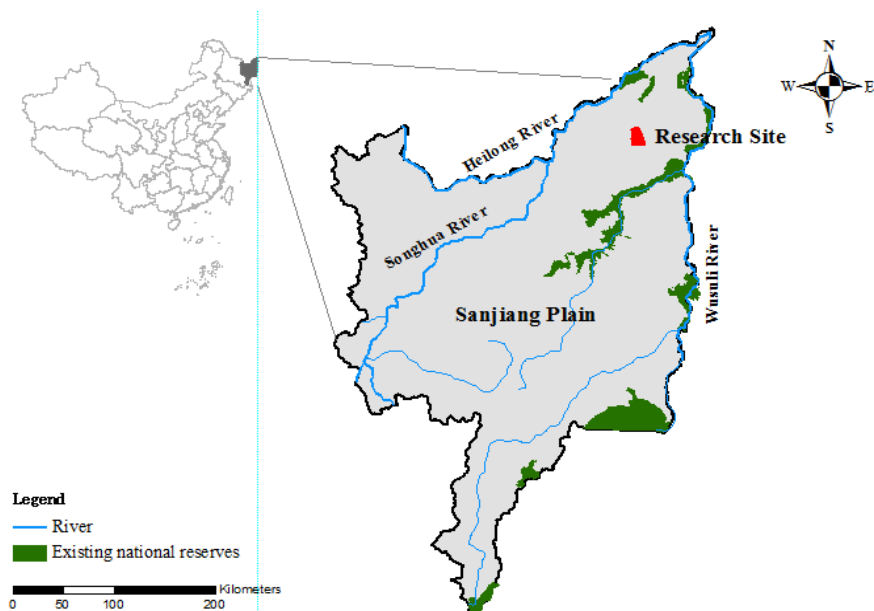 N
W E
S
Research Site
Heilong River
Songhua River
Wusuli River
Sanjiang Plain
Legend
River
Existing national reserves
Kilometers
0 50 100 200